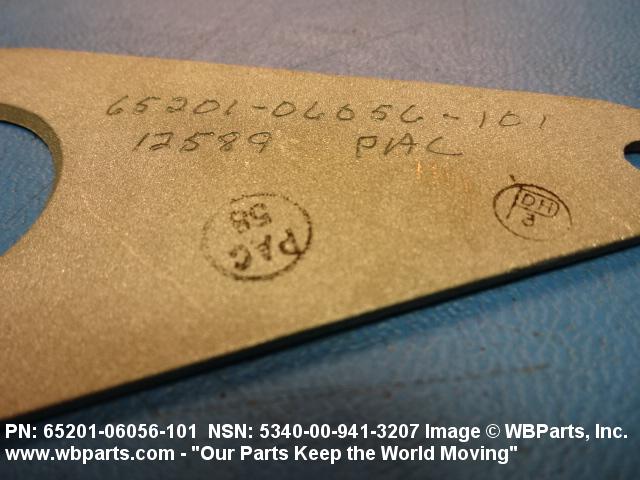 65201-06056-101
12589 PAC
PAC
58
DH
3
PN: 65201-06056-101 NSN: 5340-00-941-3207 Image © WBParts, Inc.
www.wbparts.com - "Our Parts Keep the World Moving"